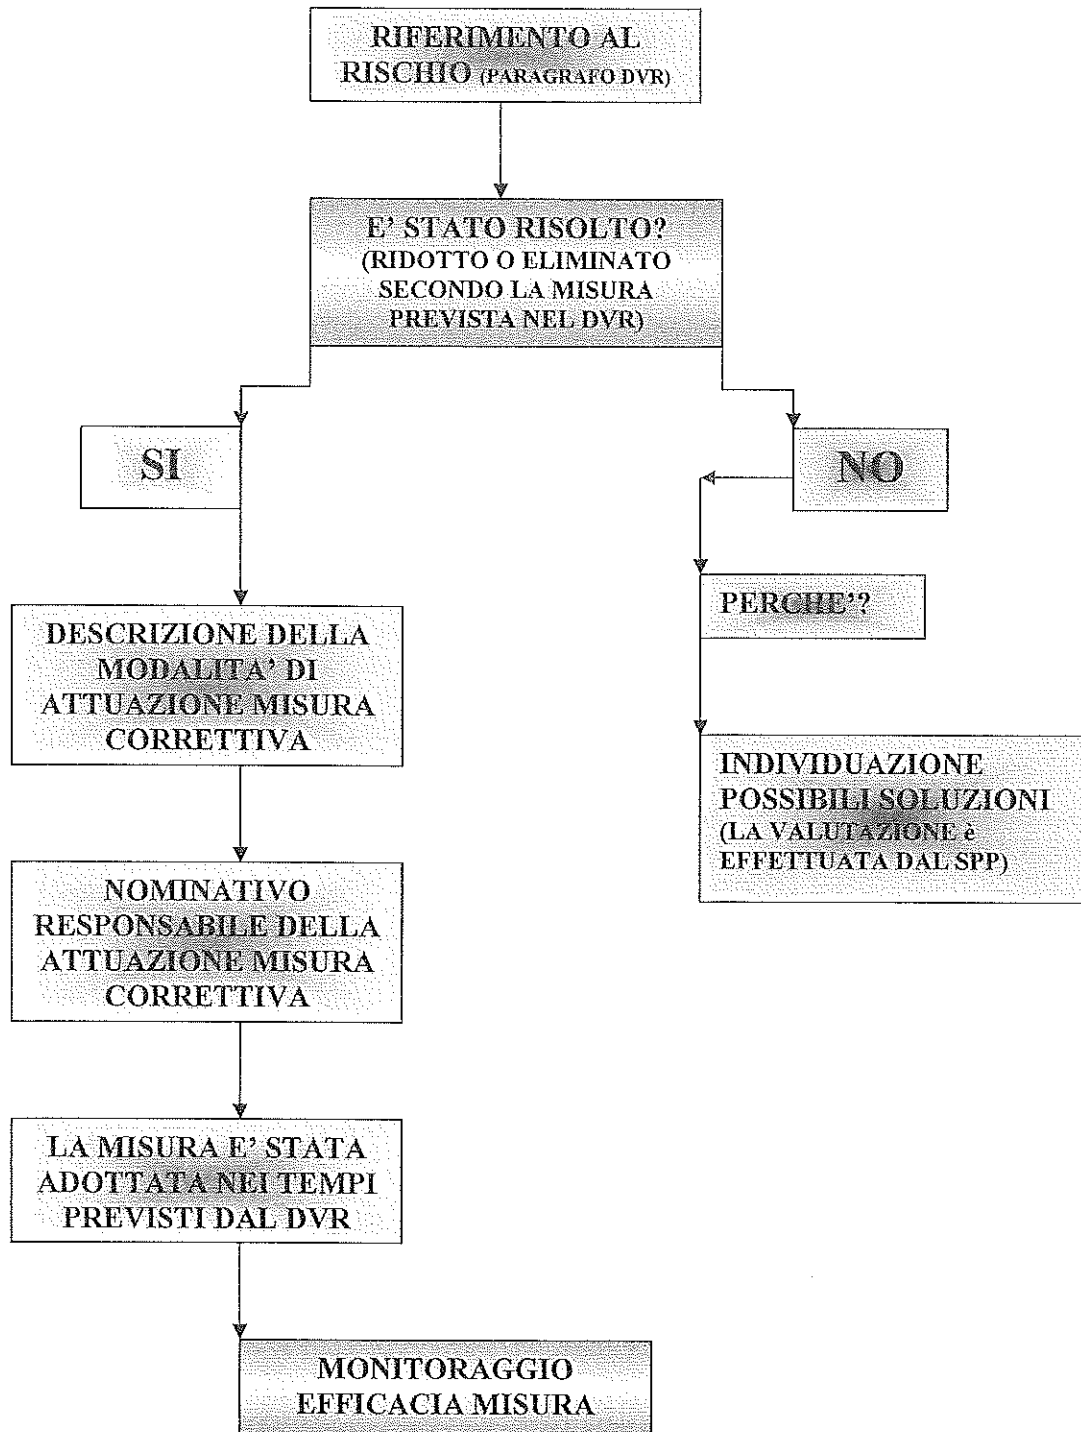 RIFERIMENTO AL
RISCHIO (PARAGRAFO DVR)
E' STATO RISOLTO?
(RIDOTTO O ELIMINATO
SECONDO LA MISURA
PREVISTA NEL DVR)
SI
NO
DESCRIZIONE DELLA
MODALITA' DI
ATTUAZIONE MISURA
CORRETTIVA
PERCHE'?
INDIVIDUAZIONE
POSSIBILI SOLUZIONI
(LA VALUTAZIONE è
EFFETTUATA DAL SPP)
NOMINATIVO
RESPONSABILE DELLA
ATTUAZIONE MISURA
CORRETTIVA
LA MISURA E' STATA
ADOTTATA NEI TEMPI
PREVISTI DAL DVR
MONITORAGGIO
EFFICACIA MISURA